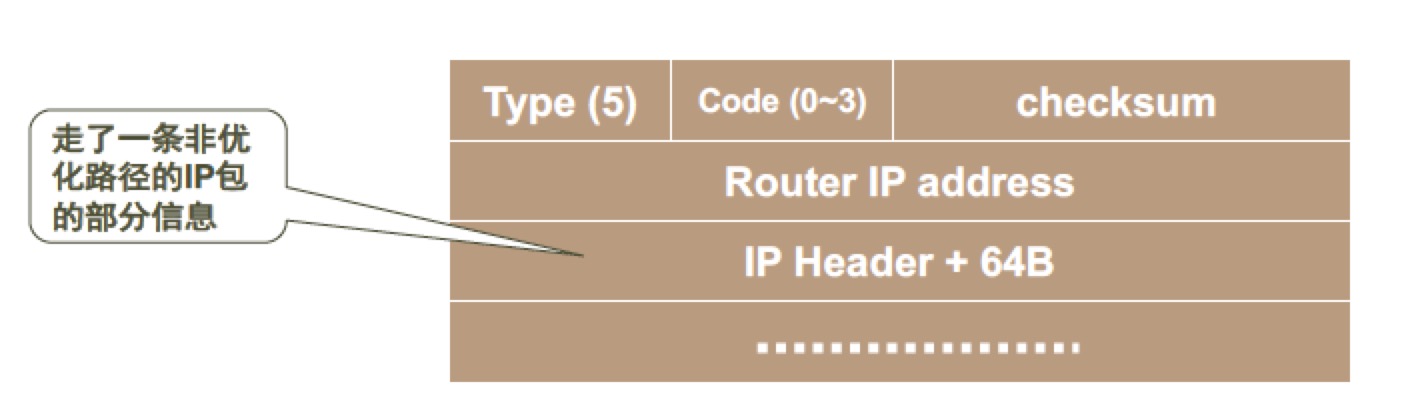 Type (5) Code (0~3) checksum
走了一条非优
化路径的IP包
的部分信息
Router IP address
IP Header + 64B